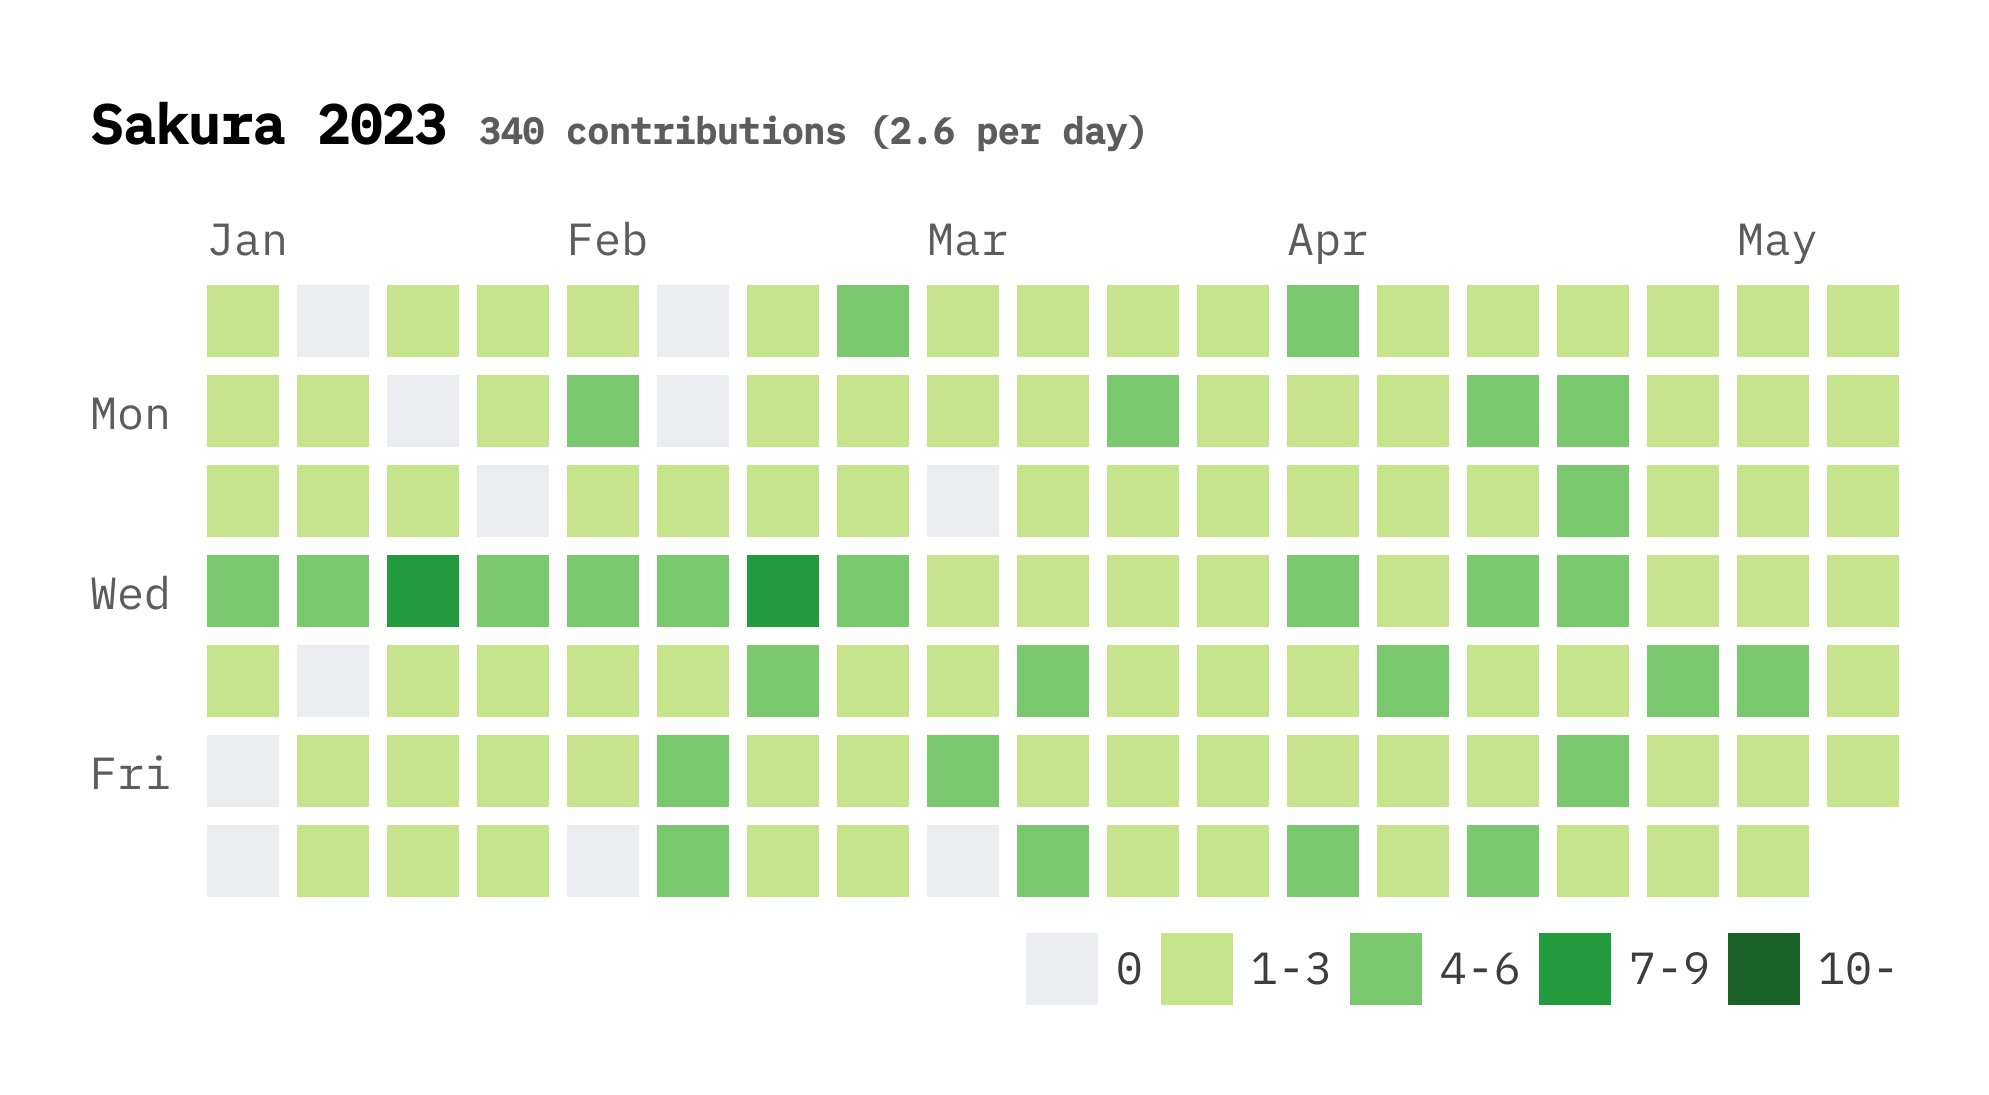 Sakura 2023 340 contributions (2.6 per day)
Jan Feb Mar Apr May
Mon
Wed
Fri
0 1-3 4-6 7-9 10-